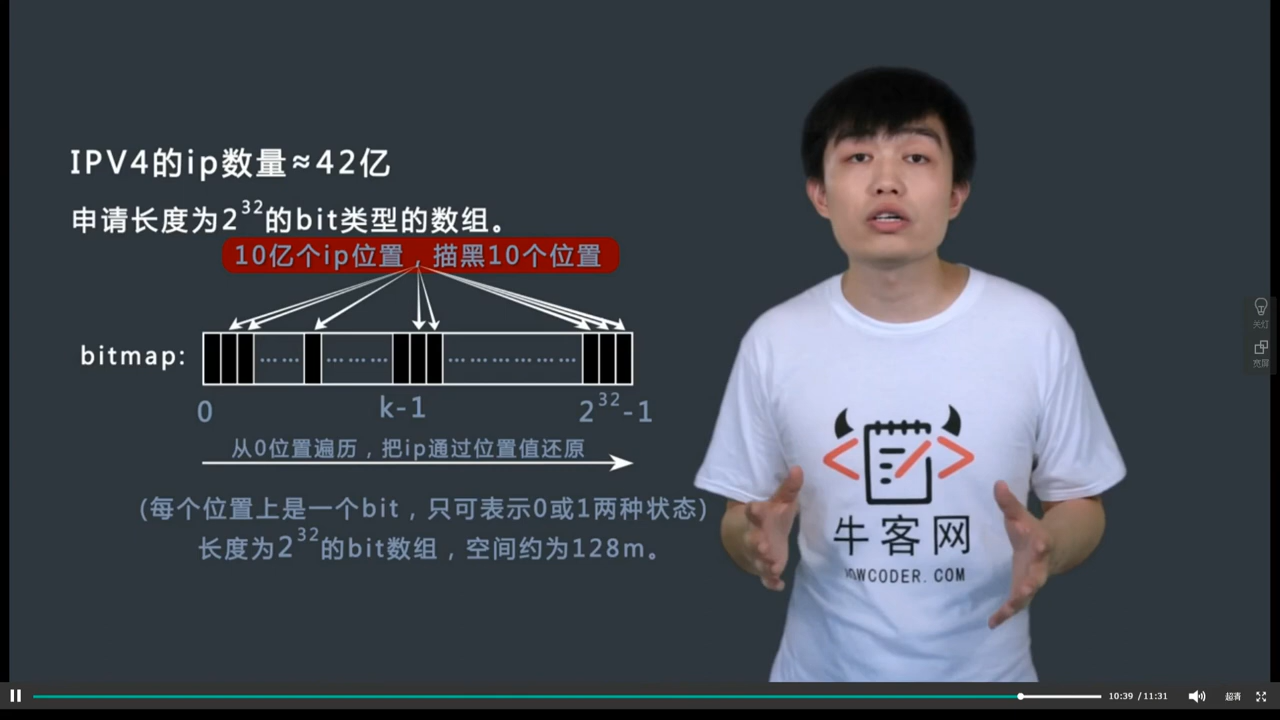 IPV4的ip数量≈42亿
申请长度为2³²的bit类型的数组。
10亿个ip位置，描黑10个位置
bitmap:
0 k-1 2³²-1
从0位置遍历，把ip通过位置值还原
(每个位置上是一个bit，只可表示0或1两种状态)
长度为2³²的bit数组，空间约为128m。
牛客网
NOWCODER.COM
关灯
宽屏
10:39 / 11:31
超清